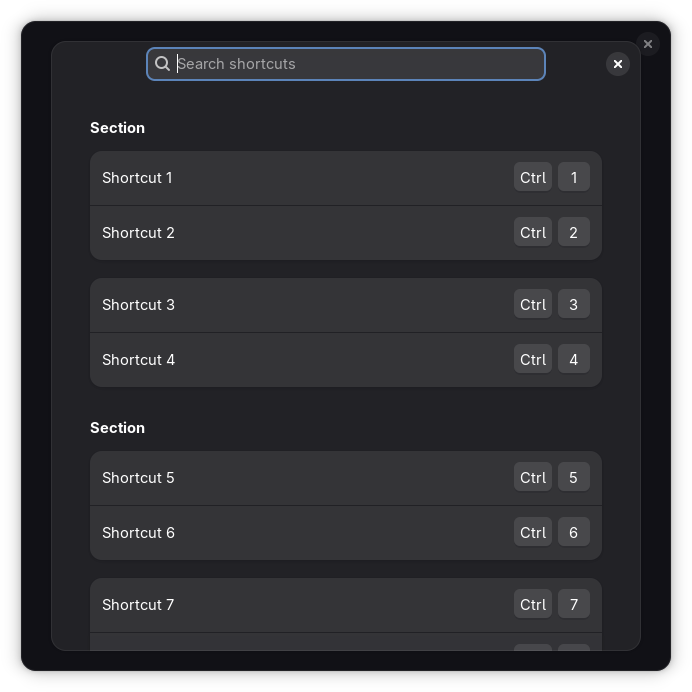 Search shortcuts
Section
Shortcut 1 Ctrl 1
Shortcut 2 Ctrl 2
Shortcut 3 Ctrl 3
Shortcut 4 Ctrl 4
Section
Shortcut 5 Ctrl 5
Shortcut 6 Ctrl 6
Shortcut 7 Ctrl 7